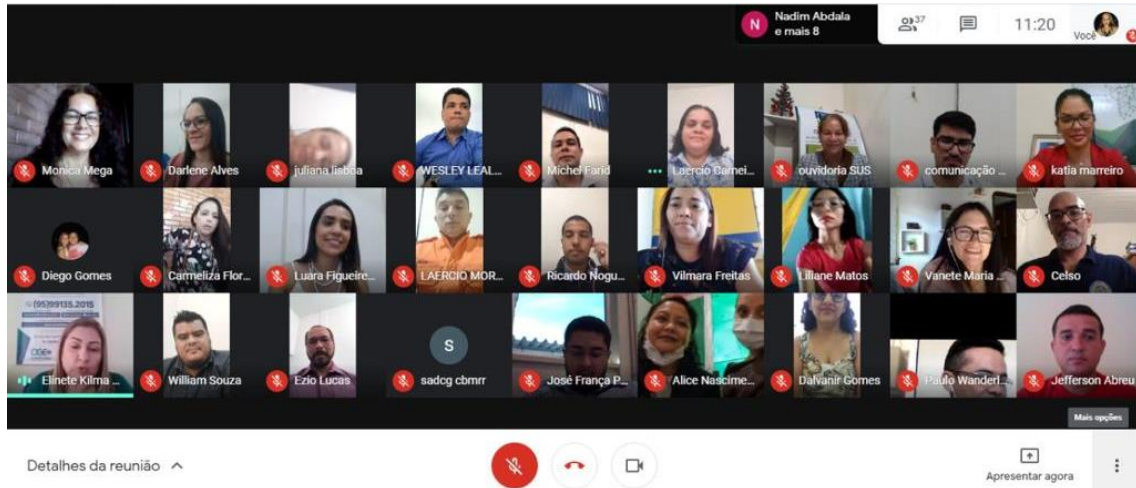 N
Nadim Abdala
e mais 8
37
11:20
Você
Monica Mega
Darlene Alves
juliana lisboa
WESLEY LEAL...
Michel Farid
Laercio Carnei...
ouvidoria SUS
comunicação ...
katia marreiro
Diego Gomes
Carmeliza Flor...
Luara Figueire...
LAERCIO MOR...
Ricardo Nogu...
Vilmara Freitas
Liliane Matos
Vanete Maria ...
Celso
(95)99135.2015
Elinete Kilma ...
William Souza
Ezio Lucas
S
sadcg cbmrr
José França P...
Alice Nascime...
Dalvanir Gomes
Paulo Wanderl...
Jefferson Abreu
Mais opções
Detalhes da reunião
Apresentar agora